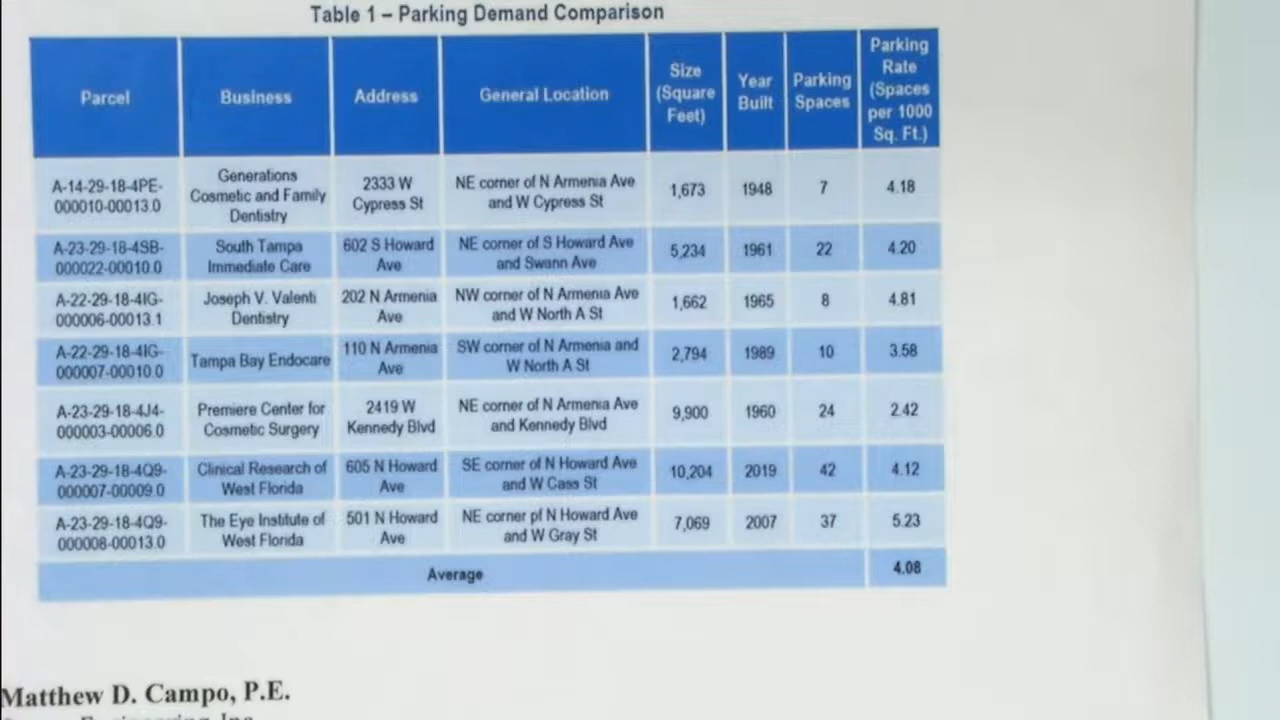 Table 1 – Parking Demand Comparison
Parcel Business Address General Location Size (Square Feet) Year Built Parking Spaces Parking Rate (Spaces per 1000 Sq. Ft.)
A-14-29-18-4PE-000010-00013.0 Generations Cosmetic and Family Dentistry 2333 W Cypress St NE corner of N Armenia Ave and W Cypress St 1,673 1948 7 4.18
A-23-29-18-4SB-000022-00010.0 South Tampa Immediate Care 602 S Howard Ave NE corner of S Howard Ave and Swann Ave 5,234 1961 22 4.20
A-22-29-18-4IG-000006-00013.1 Joseph V. Valenti Dentistry 202 N Armenia Ave NW corner of N Armenia Ave and W North A St 1,662 1965 8 4.81
A-22-29-18-4IG-000007-00010.0 Tampa Bay Endocare 110 N Armenia Ave SW corner of N Armenia and W North A St 2,794 1989 10 3.58
A-23-29-18-4J4-000003-00006.0 Premiere Center for Cosmetic Surgery 2419 W Kennedy Blvd NE corner of N Armenia Ave and Kennedy Blvd 9,900 1960 24 2.42
A-23-29-18-4Q9-000007-00009.0 Clinical Research of West Florida 605 N Howard Ave SE corner of N Howard Ave and W Cass St 10,204 2019 42 4.12
A-23-29-18-4Q9-000008-00013.0 The Eye Institute of West Florida 501 N Howard Ave NE corner pf N Howard Ave and W Gray St 7,069 2007 37 5.23
Average 4.08
Matthew D. Campo, P.E.